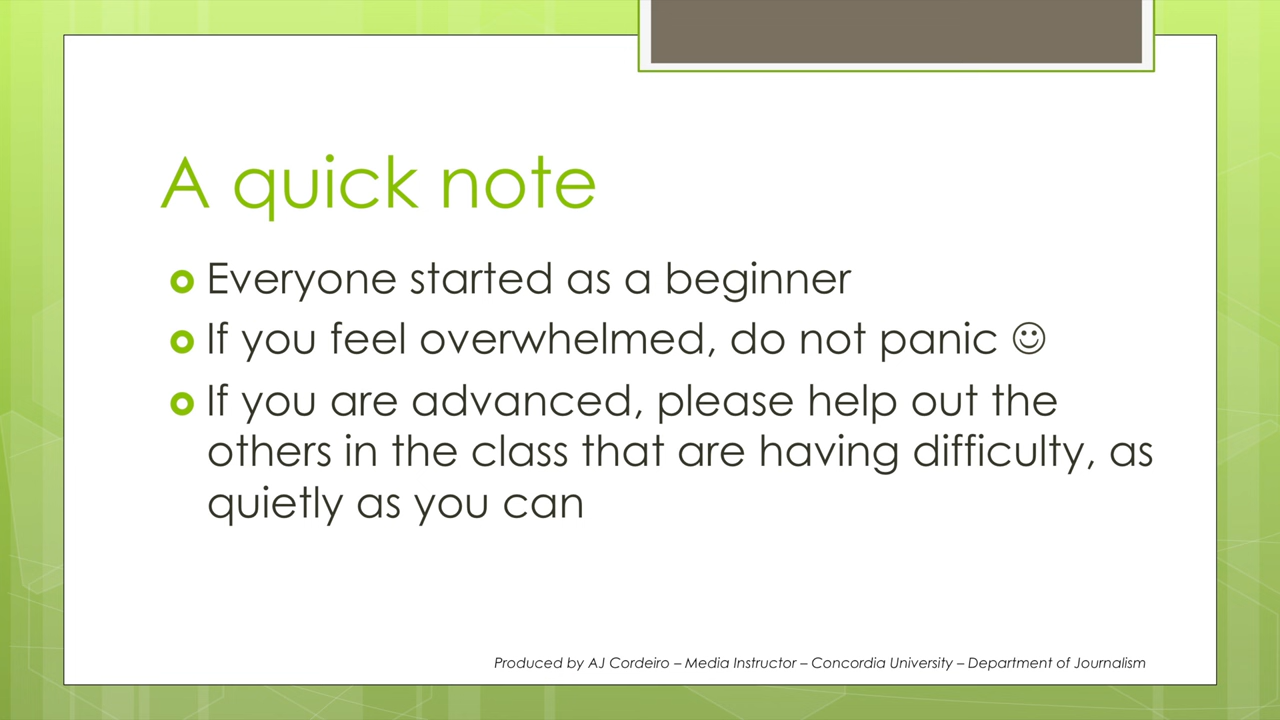 A quick note
Everyone started as a beginner
If you feel overwhelmed, do not panic ☺
If you are advanced, please help out the
others in the class that are having difficulty, as
quietly as you can
Produced by AJ Cordeiro – Media Instructor – Concordia University – Department of Journalism